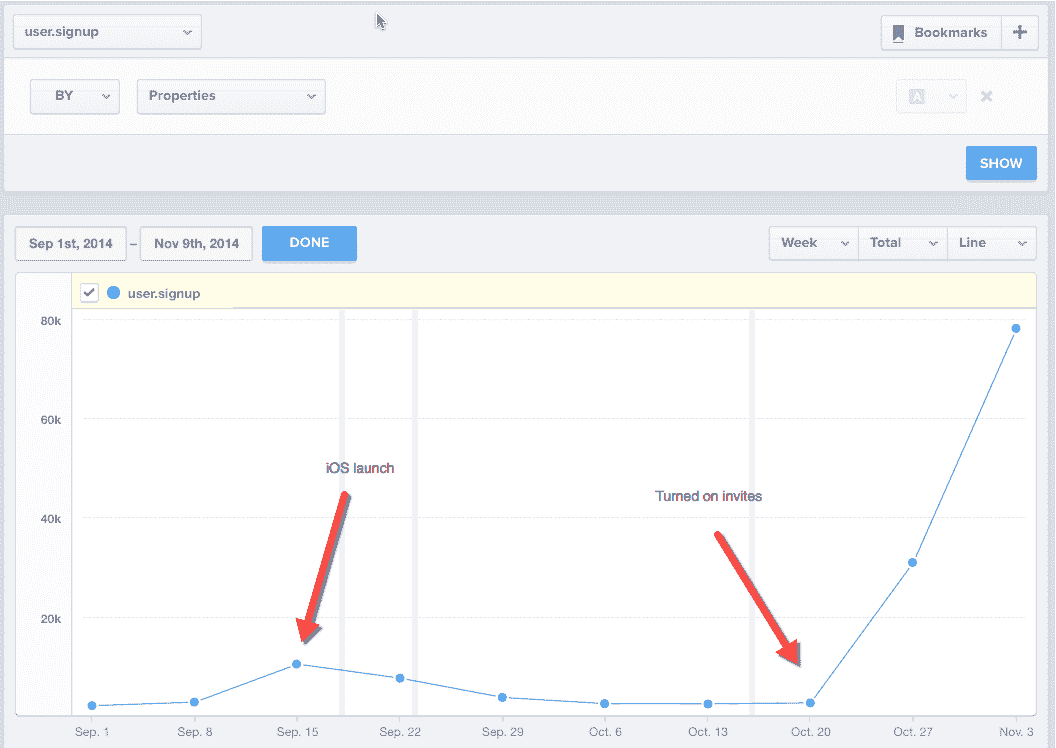 user.signup
Bookmarks
BY
Properties
A
SHOW
Sep 1st, 2014 – Nov 9th, 2014
DONE
Week
Total
Line
user.signup
80k
60k
iOS launch
Turned on invites
40k
20k
Sep. 1
Sep. 8
Sep. 15
Sep. 22
Sep. 29
Oct. 6
Oct. 13
Oct. 20
Oct. 27
Nov. 3